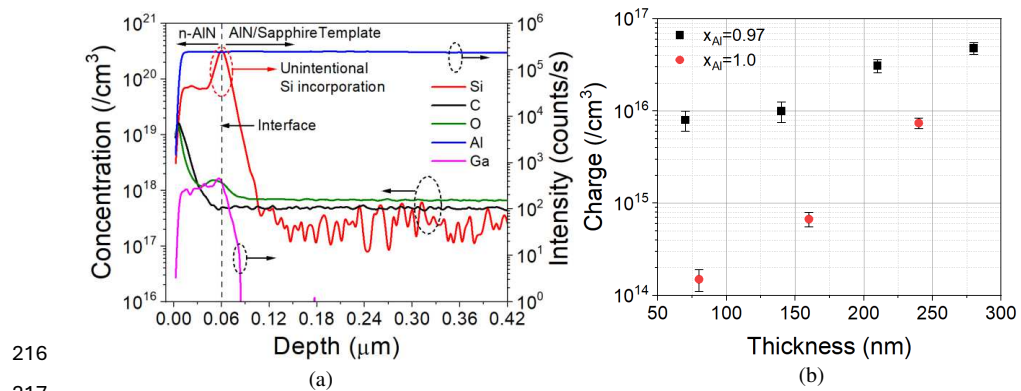 n-AlN AlN/SapphireTemplate
Unintentional
Si incorporation
Interface
Si
C
O
Al
Ga
10^21
10^20
10^19
10^18
10^17
10^16
Concentration (/cm^3)
10^6
10^5
10^4
10^3
10^2
10^1
10^0
Intensity (counts/s)
0.00 0.06 0.12 0.18 0.24 0.30 0.36 0.42
Depth (μm)
(a)
10^17
10^16
10^15
10^14
Charge (/cm^3)
x_Al=0.97
x_Al=1.0
50 100 150 200 250 300
Thickness (nm)
(b)
216